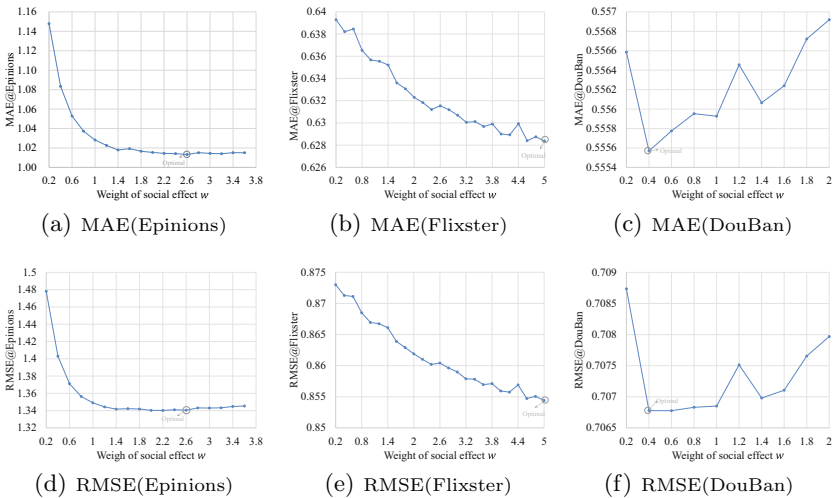 MAE@Epinions
1.16
1.14
1.12
1.10
1.08
1.06
1.04
1.02
1.00
Optimal
0.2 0.6 1 1.4 1.8 2.2 2.6 3 3.4 3.8
Weight of social effect w
(a) MAE(Epinions)
MAE@Flixster
0.64
0.638
0.636
0.634
0.632
0.630
0.628
0.626
Optimal
0.2 0.8 1.4 2 2.6 3.2 3.8 4.4 5
Weight of social effect w
(b) MAE(Flixster)
MAE@DouBan
0.557
0.5568
0.5566
0.5564
0.5562
0.556
0.5558
0.5556
0.5554
Optimal
0.2 0.4 0.6 0.8 1 1.2 1.4 1.6 1.8 2
Weight of social effect w
(c) MAE(DouBan)
RMSE@Epinions
1.5
1.48
1.46
1.44
1.42
1.4
1.38
1.36
1.34
1.32
Optimal
0.2 0.6 1 1.4 1.8 2.2 2.6 3 3.4 3.8
Weight of social effect w
(d) RMSE(Epinions)
RMSE@Flixster
0.875
0.87
0.865
0.86
0.855
0.85
Optimal
0.2 0.8 1.4 2 2.6 3.2 3.8 4.4 5
Weight of social effect w
(e) RMSE(Flixster)
RMSE@DouBan
0.709
0.7085
0.708
0.7075
0.707
0.7065
Optimal
0.2 0.4 0.6 0.8 1 1.2 1.4 1.6 1.8 2
Weight of social effect w
(f) RMSE(DouBan)